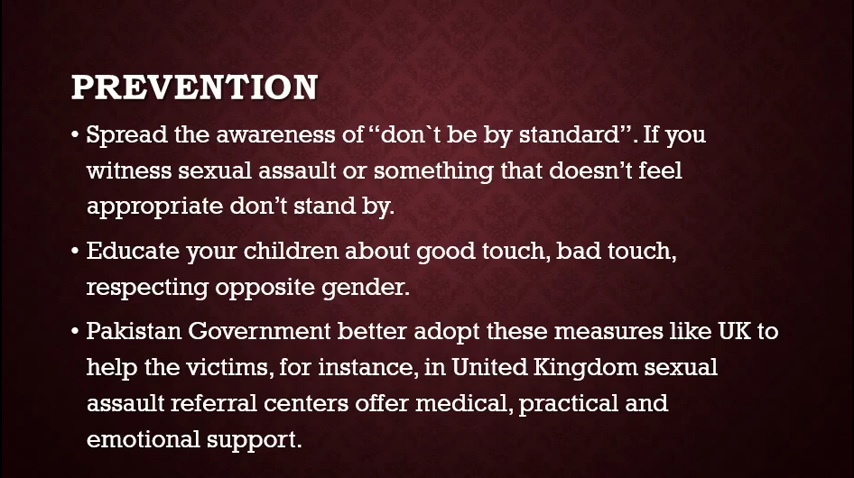 PREVENTION
• Spread the awareness of “don`t be by standard”. If you
witness sexual assault or something that doesn’t feel
appropriate don’t stand by.
• Educate your children about good touch, bad touch,
respecting opposite gender.
• Pakistan Government better adopt these measures like UK to
help the victims, for instance, in United Kingdom sexual
assault referral centers offer medical, practical and
emotional support.